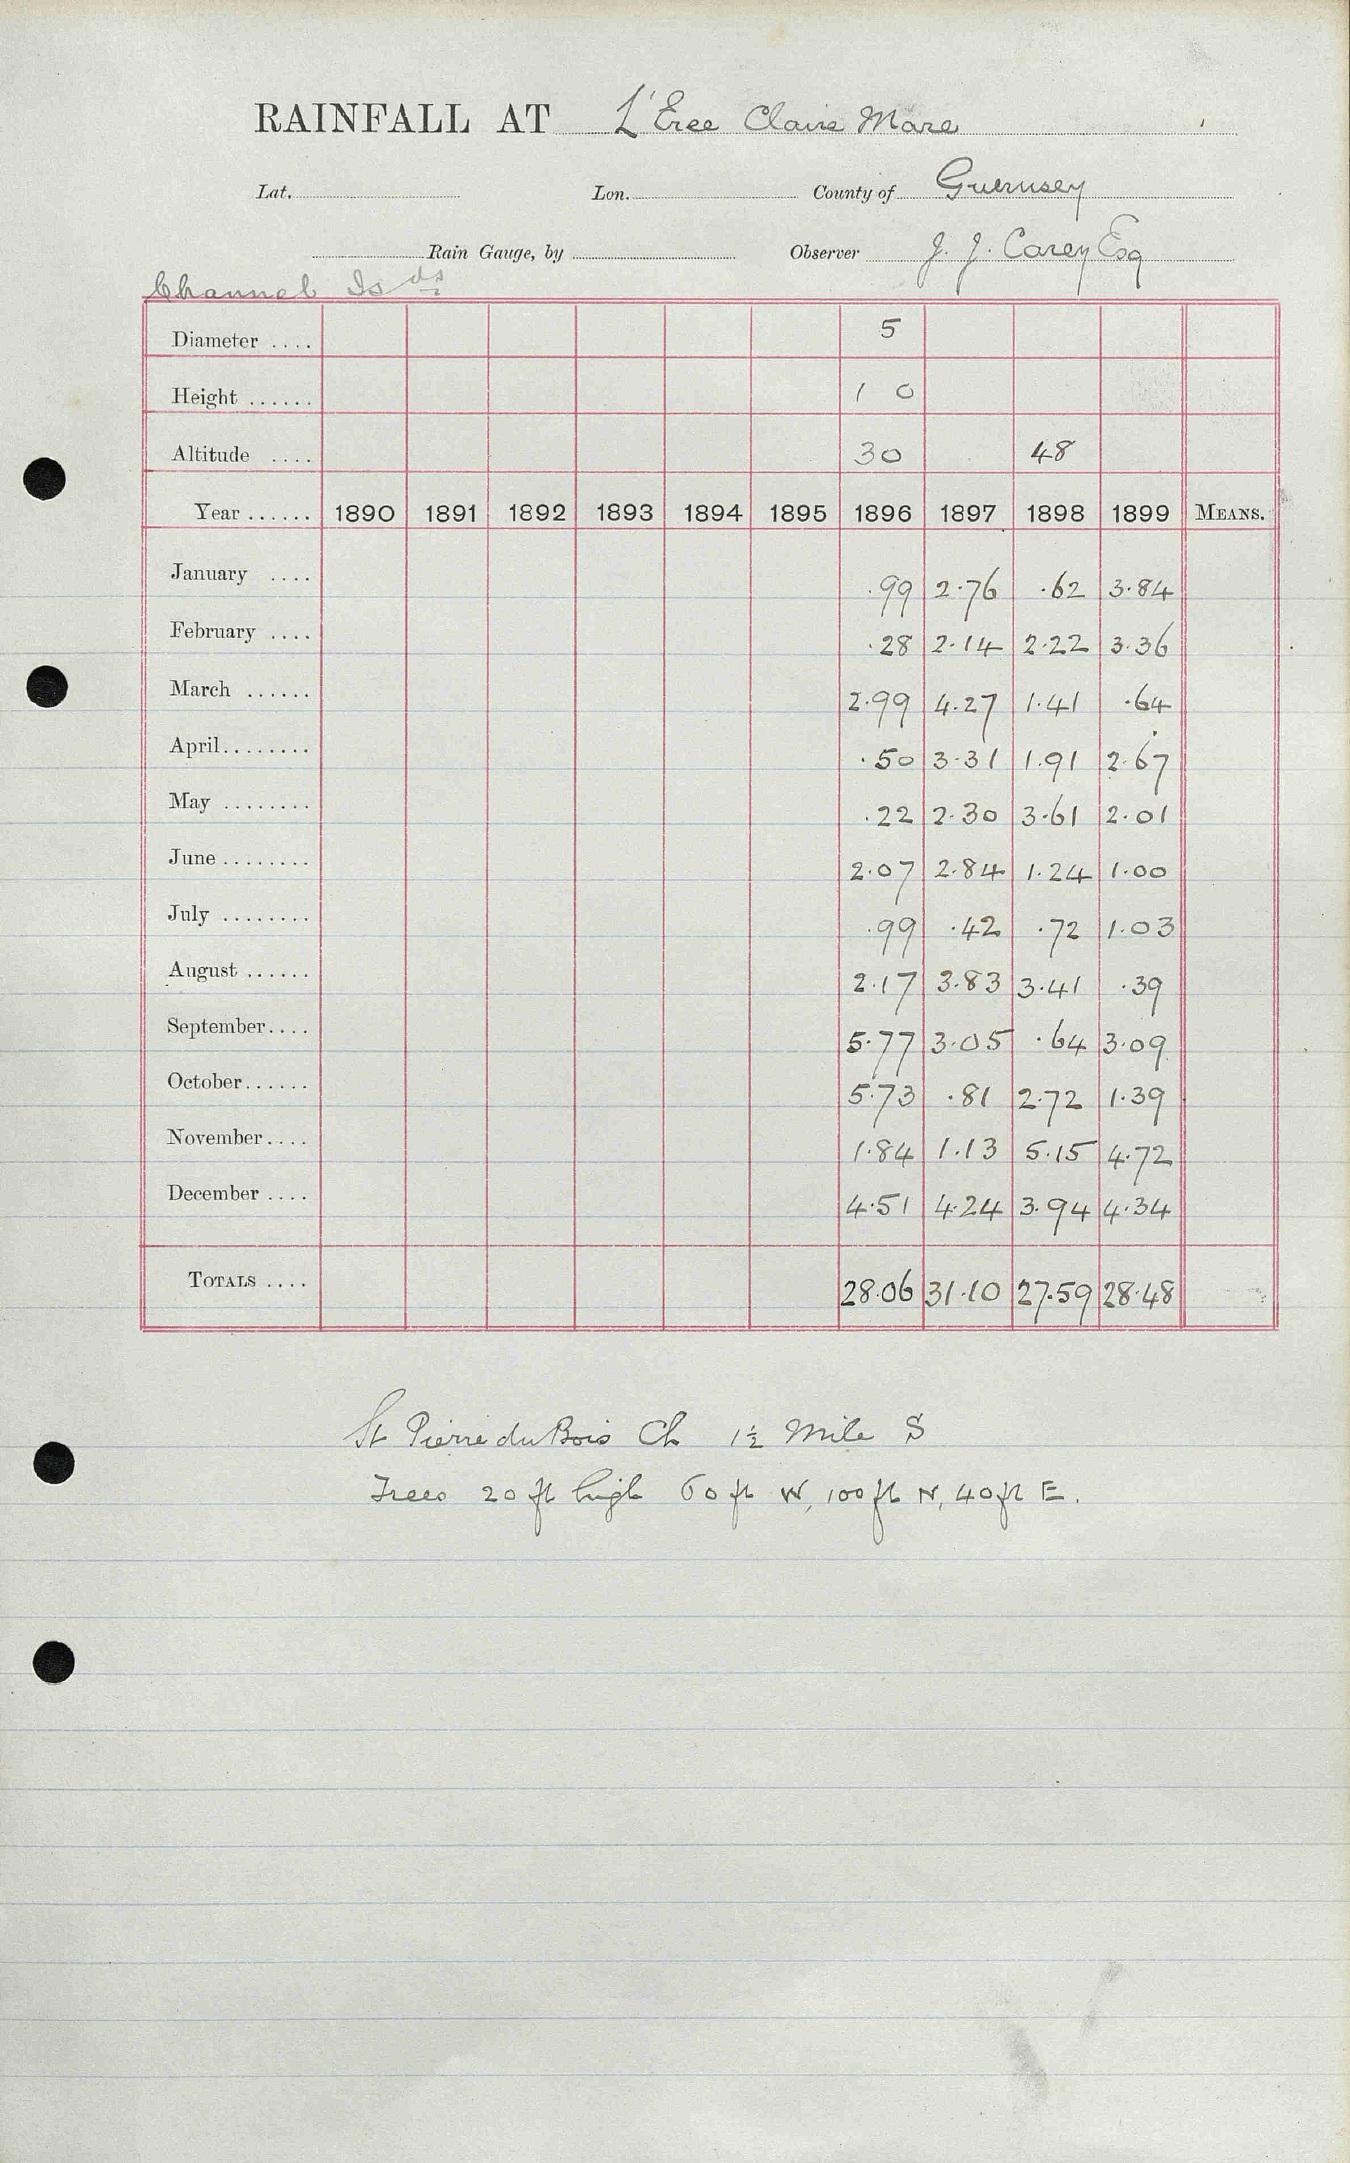 RAINFALL AT L'Eree Claire Mare
Lat. Lon. County of Guernsey
Rain Gauge, by Observer J. J. Carey Esq
Channel Is ds
Diameter .... 5
Height ...... 1 0
Altitude .... 30 48
Year ...... 1890 1891 1892 1893 1894 1895 1896 1897 1898 1899 MEANS.
January .... .99 2.76 .62 3.84
February .... .28 2.14 2.22 3.36
March ...... 2.99 4.27 1.41 .64
April ........ .50 3.31 1.91 2.67
May ........ .22 2.30 3.61 2.01
June ........ 2.07 2.84 1.24 1.00
July ........ .99 .42 .72 1.03
August ...... 2.17 3.83 3.41 .39
September .... 5.77 3.05 .64 3.09
October ...... 5.73 .81 2.72 1.39
November .... 1.84 1.13 5.15 4.72
December .... 4.51 4.24 3.94 4.34
TOTALS .... 28.06 31.10 27.59 28.48
St Pierre du Bois Ch 1½ Mile S
Trees 20 ft high 60 ft W, 100 ft N, 40 ft E.